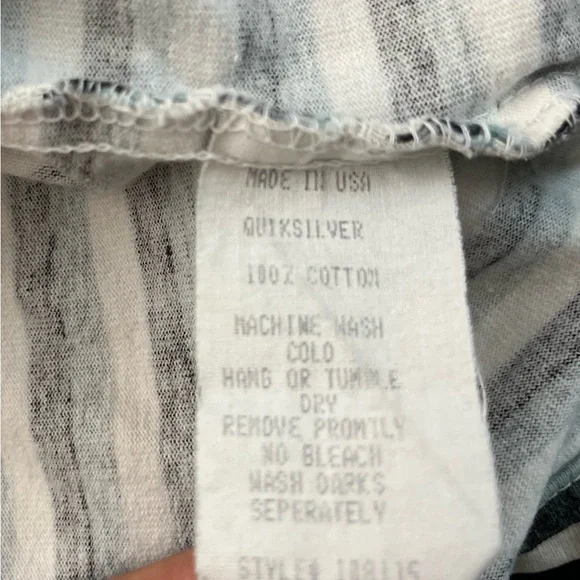 MADE IN USA
QUIKSILVER
100% COTTON
MACHINE WASH
COLD
HANG OR TUMBLE
DRY
REMOVE PROMTLY
NO BLEACH
WASH DARKS
SEPERATELY
STYLE#